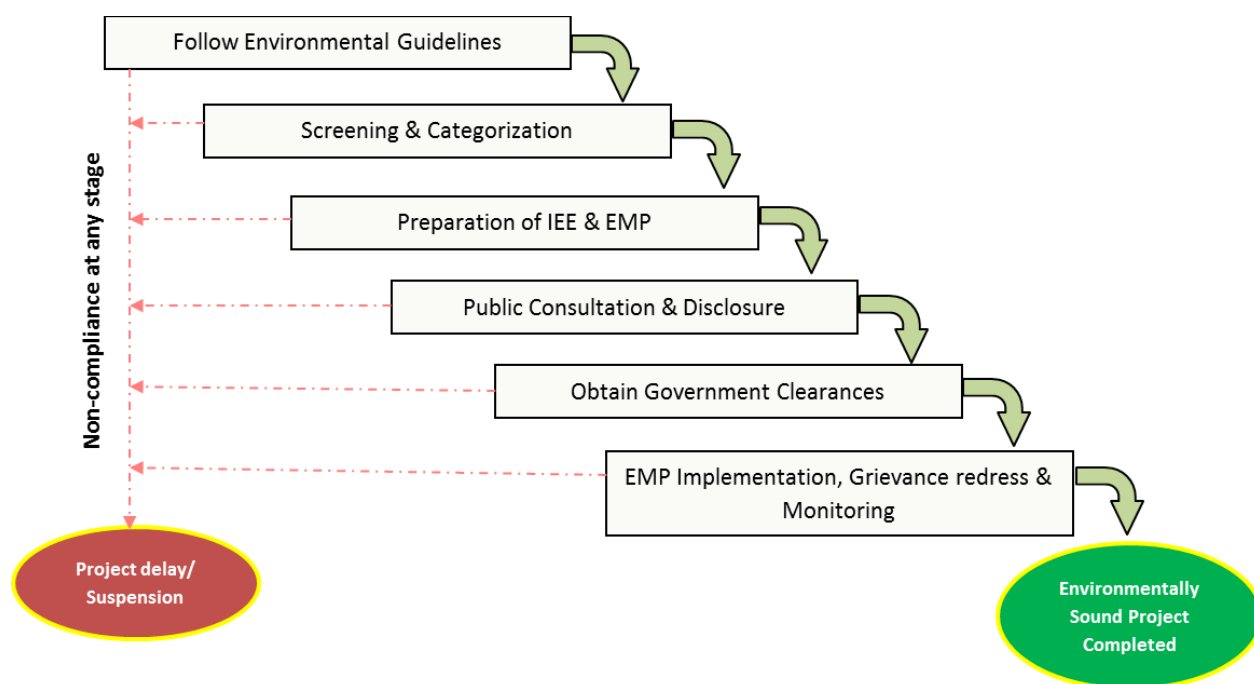 Follow Environmental Guidelines
Screening & Categorization
Preparation of IEE & EMP
Public Consultation & Disclosure
Obtain Government Clearances
EMP Implementation, Grievance redress &
Monitoring
Non-compliance at any stage
Project delay/
Suspension
Environmentally
Sound Project
Completed